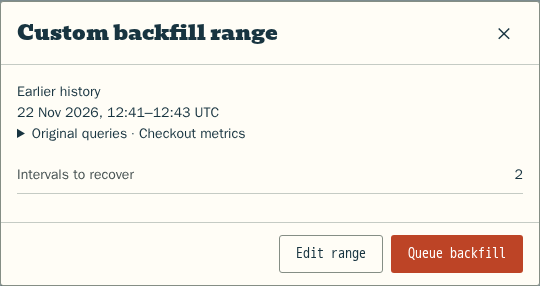 Custom backfill range
Earlier history
22 Nov 2026, 12:41–12:43 UTC
Original queries · Checkout metrics
Intervals to recover 2
Edit range Queue backfill